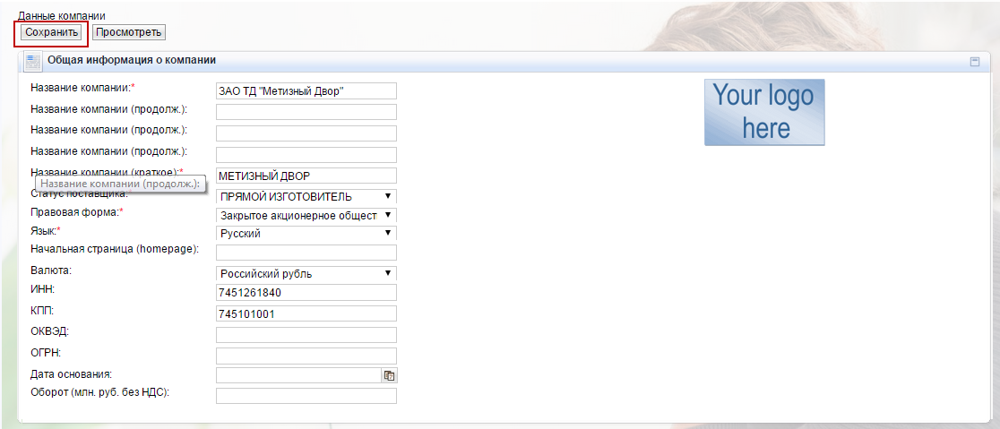 Данные компании
Сохранить Просмотреть
Общая информация о компании
Название компании:* ЗАО ТД "Метизный Двор"
Your logo
here
Название компании (продолж.):
Название компании (продолж.):
Название компании (продолж.):
Название компании (краткое):* МЕТИЗНЫЙ ДВОР
Название компании (продолж.):
Статус поставщика:* ПРЯМОЙ ИЗГОТОВИТЕЛЬ
Правовая форма:* Закрытое акционерное общест
Язык:* Русский
Начальная страница (homepage):
Валюта: Российский рубль
ИНН: 7451261840
КПП: 745101001
ОКВЭД:
ОГРН:
Дата основания:
Оборот (млн. руб. без НДС):